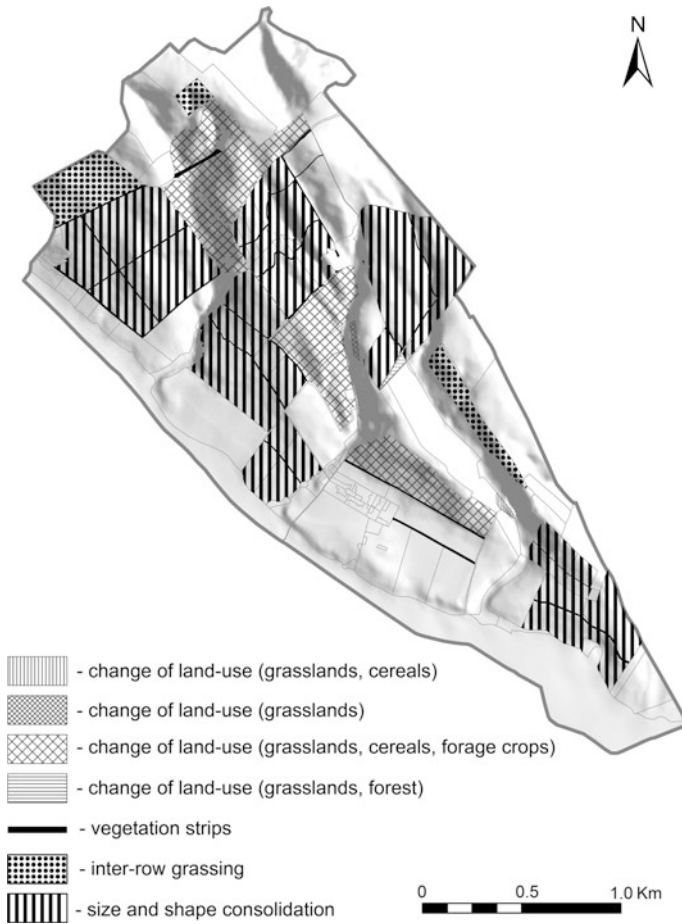 N
- change of land-use (grasslands, cereals)
- change of land-use (grasslands)
- change of land-use (grasslands, cereals, forage crops)
- change of land-use (grasslands, forest)
- vegetation strips
- inter-row grassing
- size and shape consolidation
0 0.5 1.0 Km